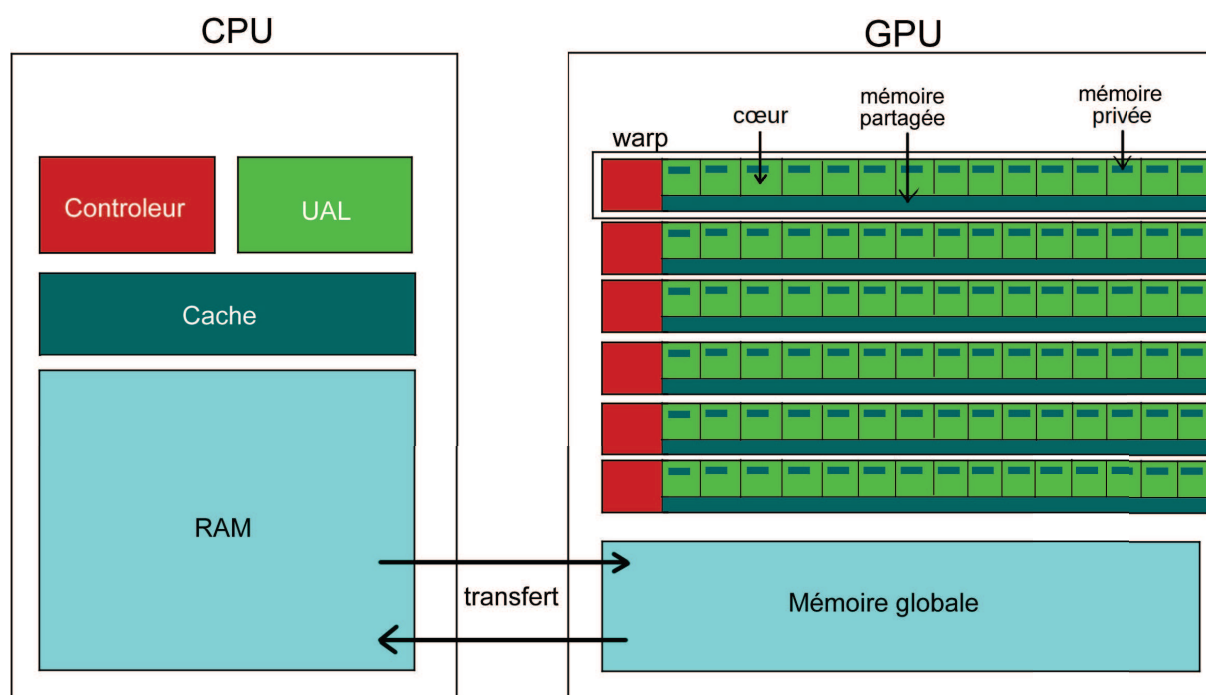 CPU
GPU
Controleur
UAL
Cache
RAM
transfert
warp
cœur
mémoire
partagée
mémoire
privée
Mémoire globale